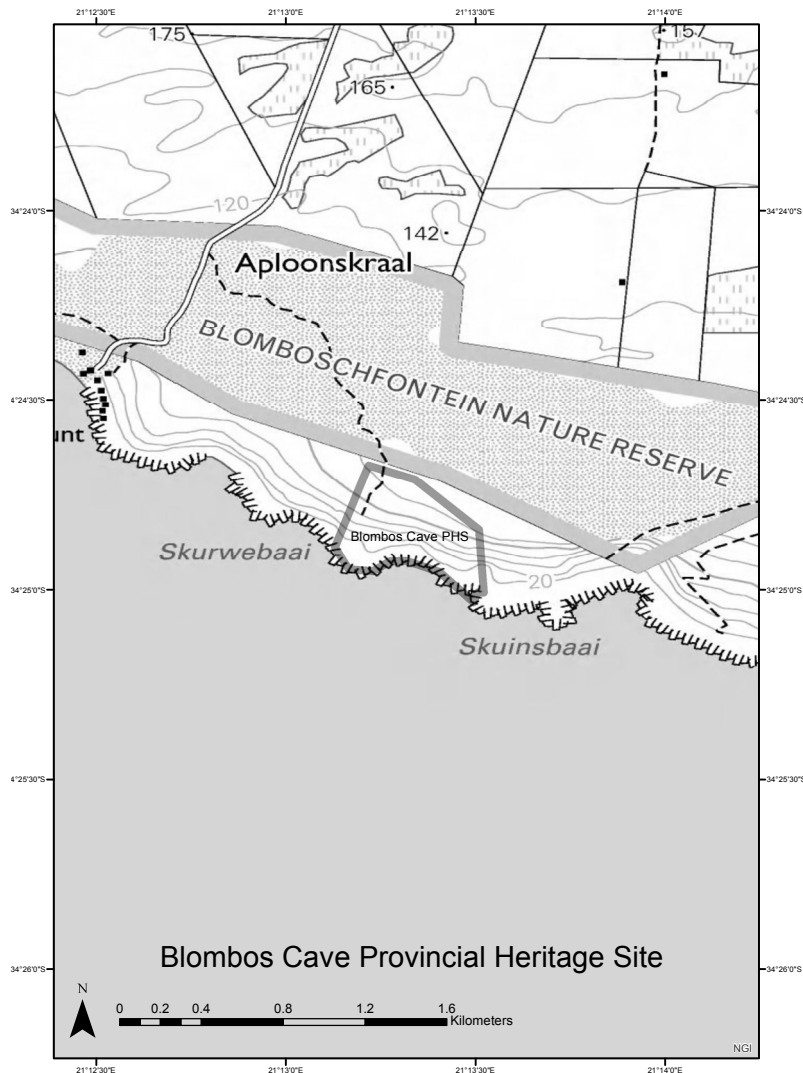 21°12'30"E 21°13'0"E 21°13'30"E 21°14'0"E
175
165
157
34°24'0"S 34°24'0"S
120
142
Aploonskraal
BLOMBOSCHFONTEIN NATURE RESERVE
4°24'30"S 34°24'30"S
unt
Blombos Cave PHS
Skurwebaai
34°25'0"S 20 34°25'0"S
Skuinsbaai
4°25'30"S 34°25'30"S
Blombos Cave Provincial Heritage Site
34°26'0"S 34°26'0"S
N
0 0.2 0.4 0.8 1.2 1.6
Kilometers
NGI
21°12'30"E 21°13'0"E 21°13'30"E 21°14'0"E